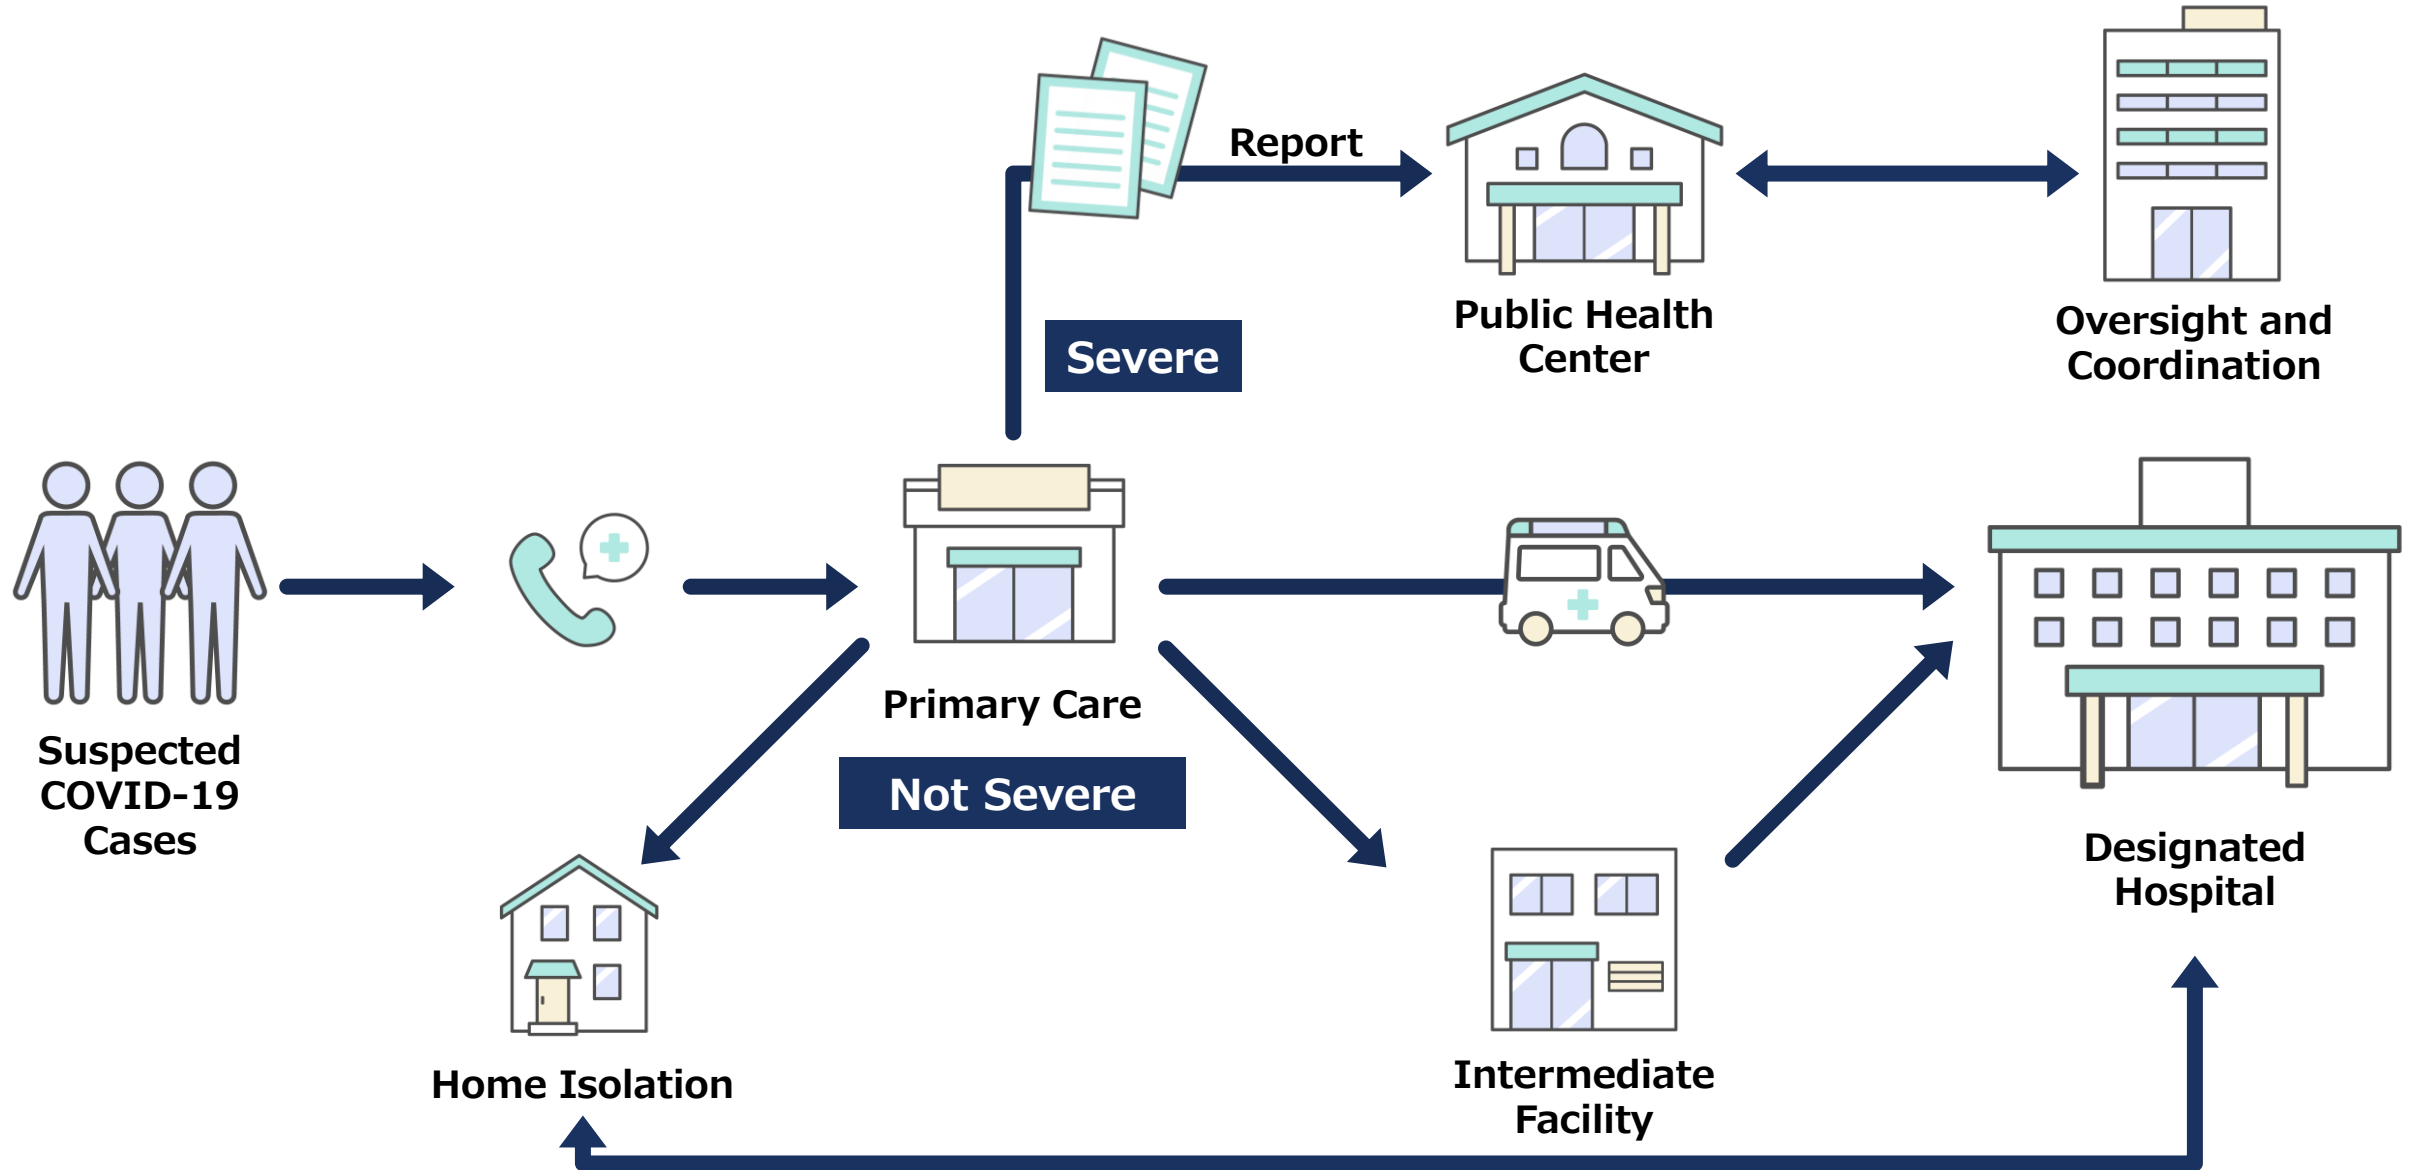 Report
Public Health
Center
Oversight and
Coordination
Severe
Suspected
COVID-19
Cases
Primary Care
Not Severe
Designated
Hospital
Home Isolation
Intermediate
Facility